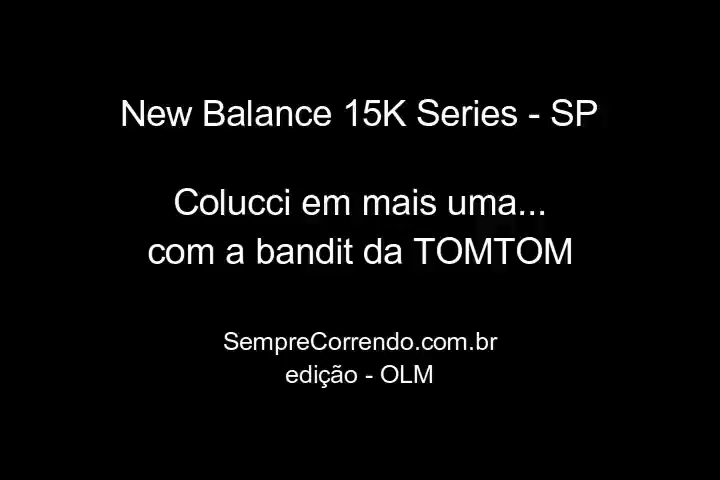 New Balance 15K Series - SP
Colucci em mais uma...
com a bandit da TOMTOM
SempreCorrendo.com.br
edição - OLM